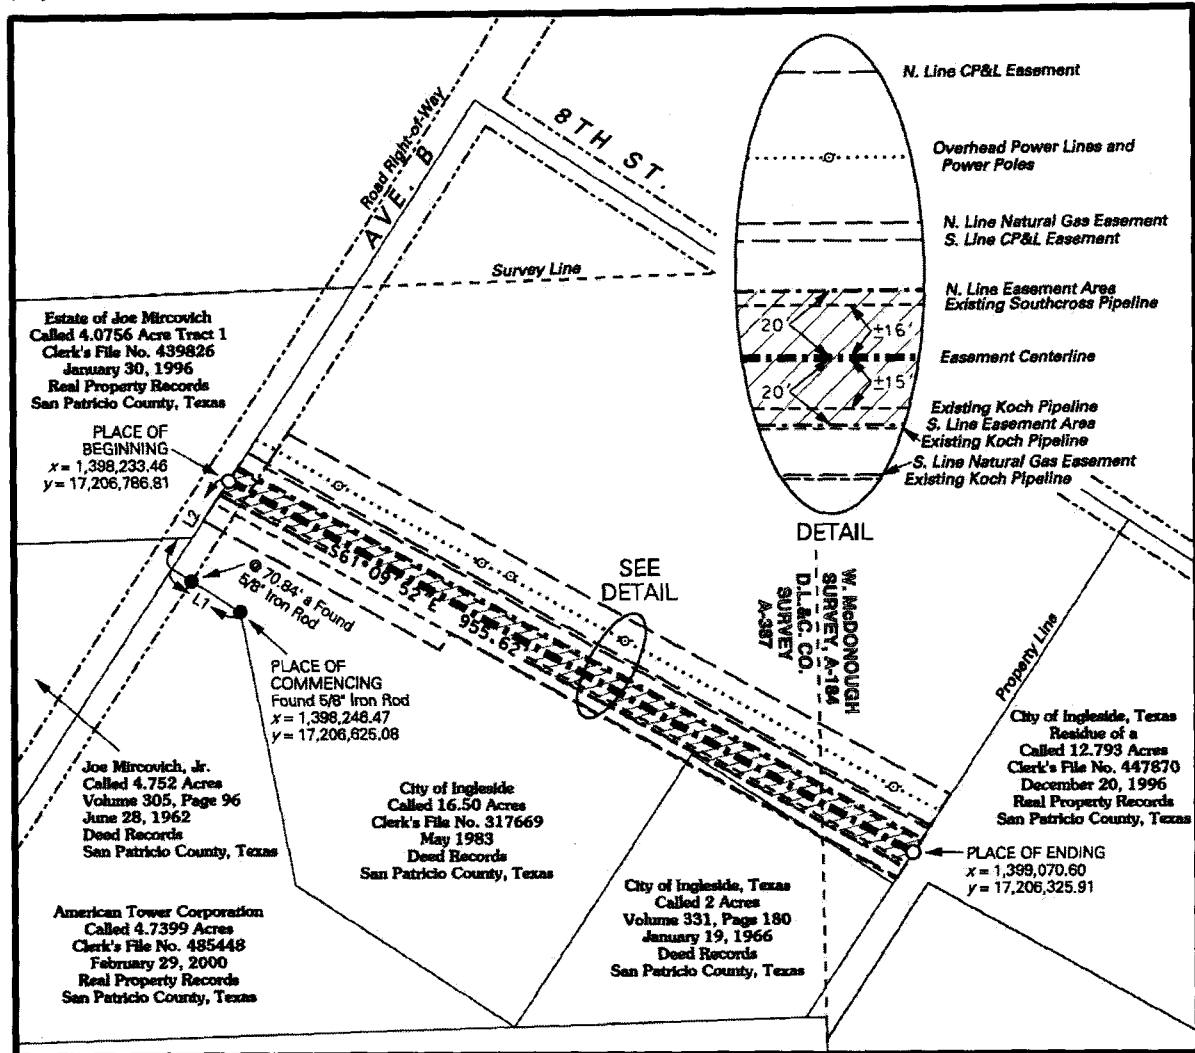 Road Right-of-Way
AVE. B
8TH ST.
Survey Line
N. Line CP&L Easement
Overhead Power Lines and
Power Poles
N. Line Natural Gas Easement
S. Line CP&L Easement
N. Line Easement Area
Existing Southcross Pipeline
20'
±16'
Easement Centerline
20'
±15'
Existing Koch Pipeline
S. Line Easement Area
Existing Koch Pipeline
S. Line Natural Gas Easement
Existing Koch Pipeline
DETAIL
Estate of Joe Mircovich
Called 4.0756 Acre Tract 1
Clerk's File No. 439826
January 30, 1996
Real Property Records
San Patricio County, Texas
PLACE OF
BEGINNING
x = 1,398,233.46
y = 17,206,786.81
L2
@ 70.84' a Found
5/8" Iron Rod
L1
S61°09'52"E
955.62'
SEE
DETAIL
PLACE OF
COMMENCING
Found 5/8" Iron Rod
x = 1,398,246.47
y = 17,206,625.08
W. McDONOUGH
SURVEY, A-184
D.L.&C. CO.
SURVEY
A-387
Property Line
City of Ingleside, Texas
Residue of a
Called 12.793 Acres
Clerk's File No. 447870
December 20, 1996
Real Property Records
San Patricio County, Texas
Joe Mircovich, Jr.
Called 4.752 Acres
Volume 305, Page 96
June 28, 1962
Deed Records
San Patricio County, Texas
City of Ingleside
Called 16.50 Acres
Clerk's File No. 317669
May 1983
Deed Records
San Patricio County, Texas
PLACE OF ENDING
x = 1,399,070.60
y = 17,206,325.91
City of Ingleside, Texas
Called 2 Acres
Volume 331, Page 180
January 19, 1966
Deed Records
San Patricio County, Texas
American Tower Corporation
Called 4.7399 Acres
Clerk's File No. 485448
February 29, 2000
Real Property Records
San Patricio County, Texas